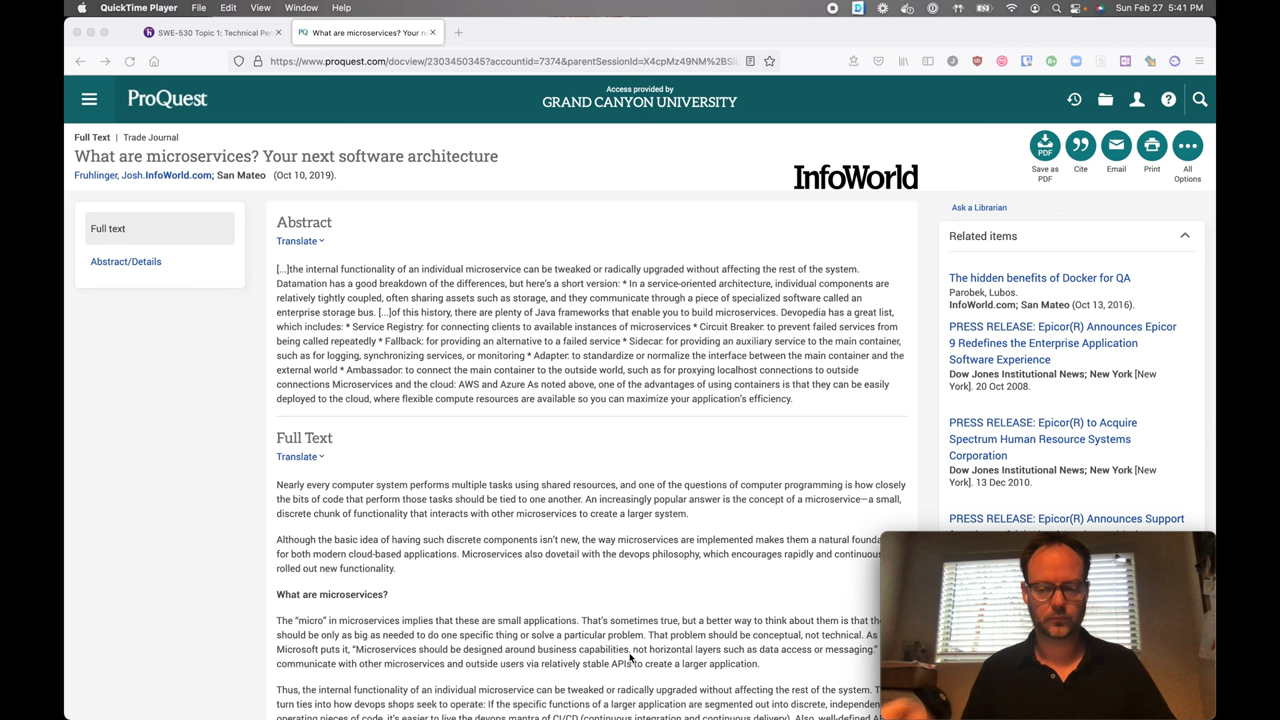 QuickTime Player File Edit View Window Help
Sun Feb 27 5:41 PM
SWE-530 Topic 1: Technical Per
What are microservices? Your n
https://www.proquest.com/docview/2303450345?accountid=7374&parentSessionId=X4cpMz49NM%2BSI
ProQuest
Access provided by
GRAND CANYON UNIVERSITY
Full Text | Trade Journal
What are microservices? Your next software architecture
Fruhlinger, Josh.InfoWorld.com; San Mateo (Oct 10, 2019).
InfoWorld
PDF
Save as
PDF
Cite
Email
Print
All
Options
Full text
Abstract/Details
Abstract
Translate
[...]the internal functionality of an individual microservice can be tweaked or radically upgraded without affecting the rest of the system.
Datamation has a good breakdown of the differences, but here's a short version: * In a service-oriented architecture, individual components are
relatively tightly coupled, often sharing assets such as storage, and they communicate through a piece of specialized software called an
enterprise storage bus. [...]of this history, there are plenty of Java frameworks that enable you to build microservices. Devopedia has a great list,
which includes: * Service Registry: for connecting clients to available instances of microservices * Circuit Breaker: to prevent failed services from
being called repeatedly * Fallback: for providing an alternative to a failed service * Sidecar: for providing an auxiliary service to the main container,
such as for logging, synchronizing services, or monitoring * Adapter: to standardize or normalize the interface between the main container and the
external world * Ambassador: to connect the main container to the outside world, such as for proxying localhost connections to outside
connections Microservices and the cloud: AWS and Azure As noted above, one of the advantages of using containers is that they can be easily
deployed to the cloud, where flexible compute resources are available so you can maximize your application's efficiency.
Full Text
Translate
Nearly every computer system performs multiple tasks using shared resources, and one of the questions of computer programming is how closely
the bits of code that perform those tasks should be tied to one another. An increasingly popular answer is the concept of a microservice—a small,
discrete chunk of functionality that interacts with other microservices to create a larger system.
Although the basic idea of having such discrete components isn't new, the way microservices are implemented makes them a natural founda
for both modern cloud-based applications. Microservices also dovetail with the devops philosophy, which encourages rapidly and continuous
rolled out new functionality.
What are microservices?
The "micro" in microservices implies that these are small applications. That's sometimes true, but a better way to think about them is that the
should be only as big as needed to do one specific thing or solve a particular problem. That problem should be conceptual, not technical. As
Microsoft puts it, "Microservices should be designed around business capabilities, not horizontal layers such as data access or messaging."
communicate with other microservices and outside users via relatively stable APIs to create a larger application.
Thus, the internal functionality of an individual microservice can be tweaked or radically upgraded without affecting the rest of the system. T
turn ties into how devops shops seek to operate: If the specific functions of a larger application are segmented out into discrete, independen
operating pieces of code, it's easier to live the devops mantra of CI/CD (continuous integration and continuous delivery). Also, well-defined A
Ask a Librarian
Related items
The hidden benefits of Docker for QA
Parobek, Lubos.
InfoWorld.com; San Mateo (Oct 13, 2016).
PRESS RELEASE: Epicor(R) Announces Epicor
9 Redefines the Enterprise Application
Software Experience
Dow Jones Institutional News; New York [New
York]. 20 Oct 2008.
PRESS RELEASE: Epicor(R) to Acquire
Spectrum Human Resource Systems
Corporation
Dow Jones Institutional News; New York [New
York]. 13 Dec 2010.
PRESS RELEASE: Epicor(R) Announces Support